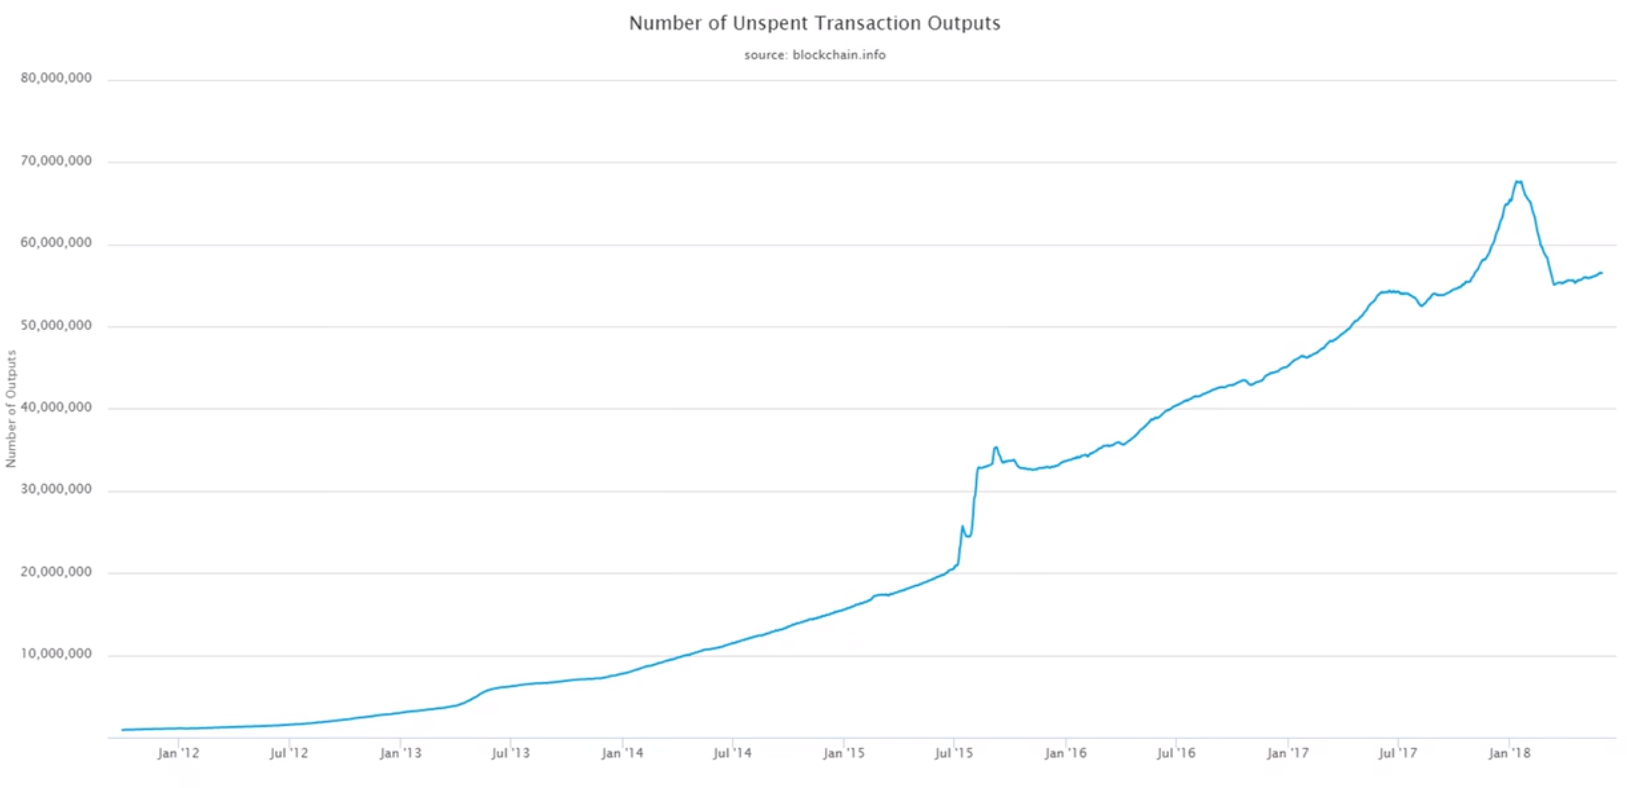 Number of Unspent Transaction Outputs
source: blockchain.info
80,000,000
70,000,000
60,000,000
50,000,000
40,000,000
30,000,000
20,000,000
10,000,000
Number of Outputs
Jan '12 Jul '12 Jan '13 Jul '13 Jan '14 Jul '14 Jan '15 Jul '15 Jan '16 Jul '16 Jan '17 Jul '17 Jan '18